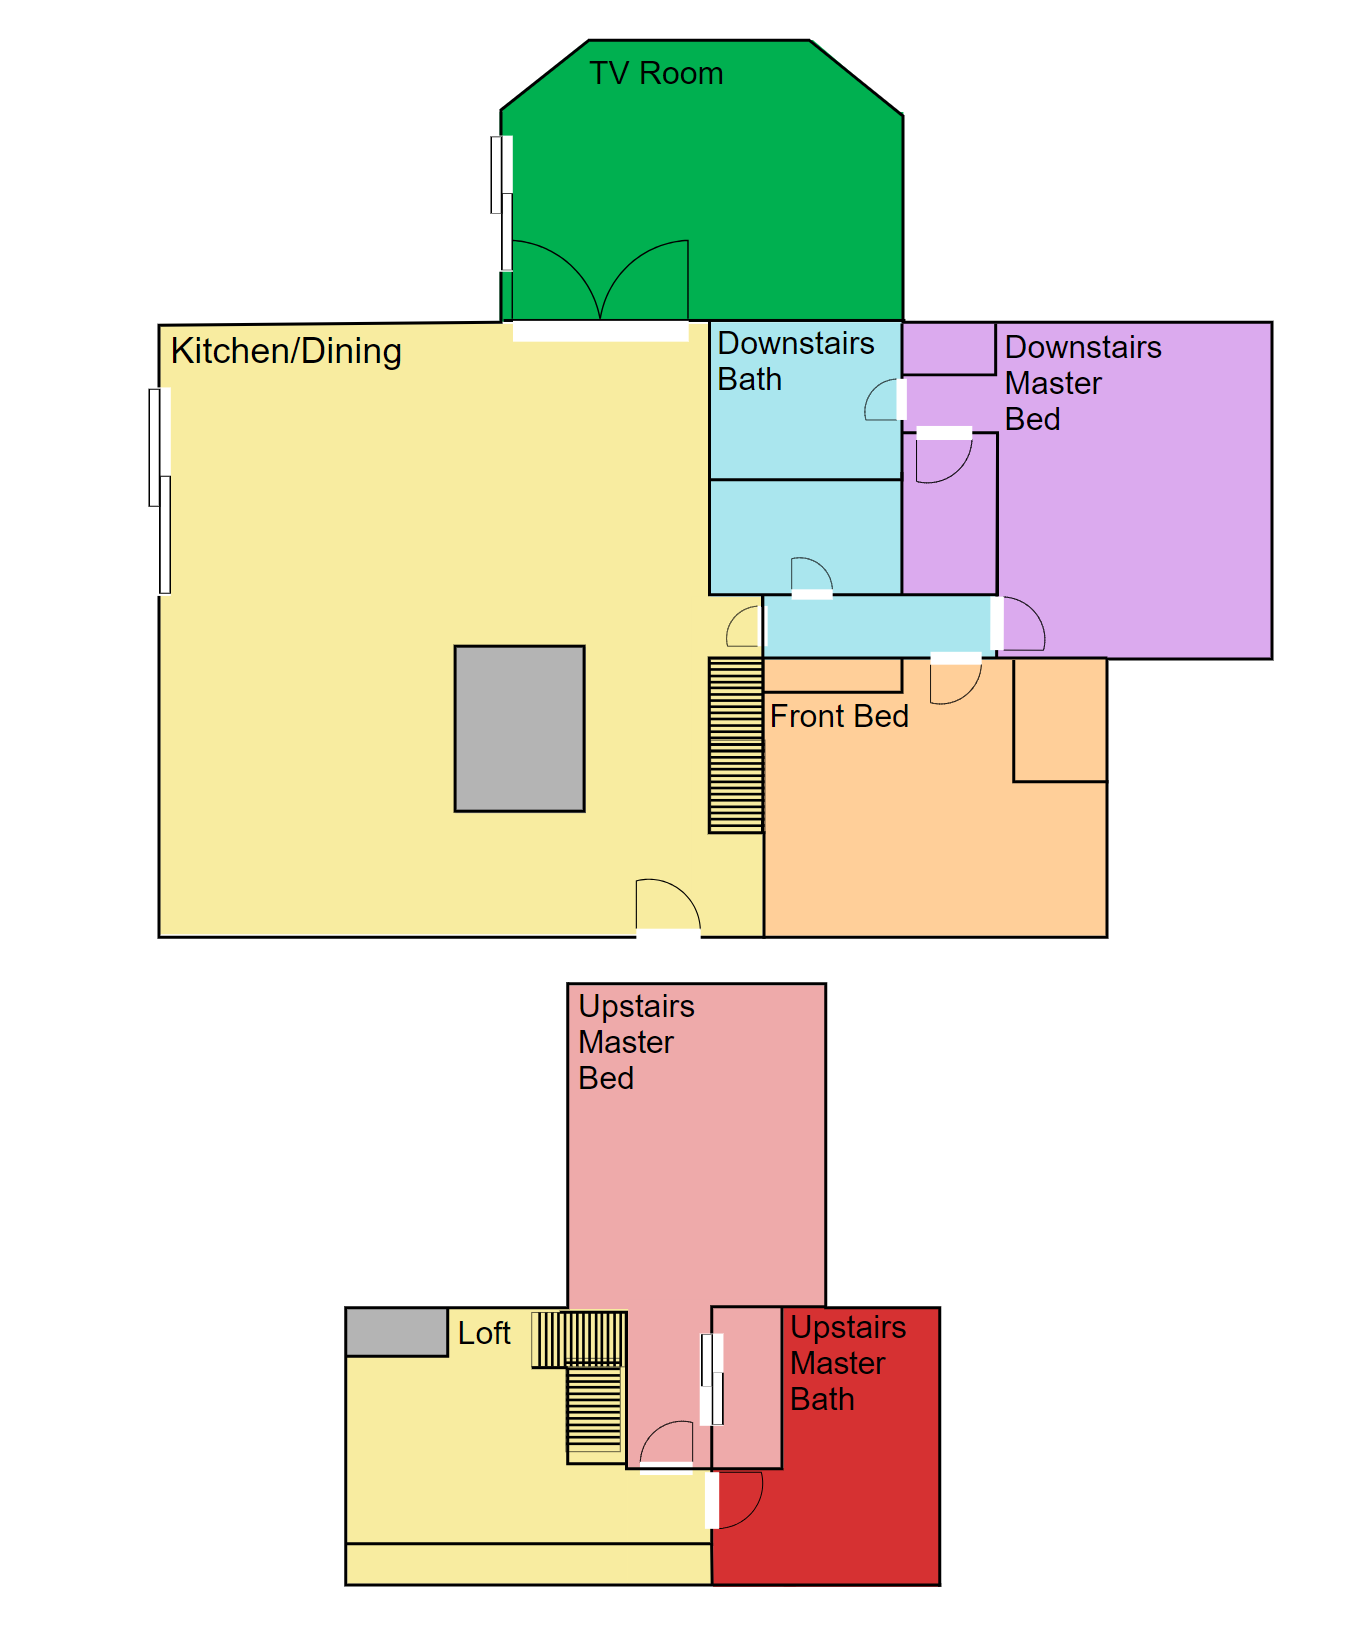 TV Room
Kitchen/Dining
Downstairs
Bath
Downstairs
Master
Bed
Front Bed
Upstairs
Master
Bed
Loft
Upstairs
Master
Bath